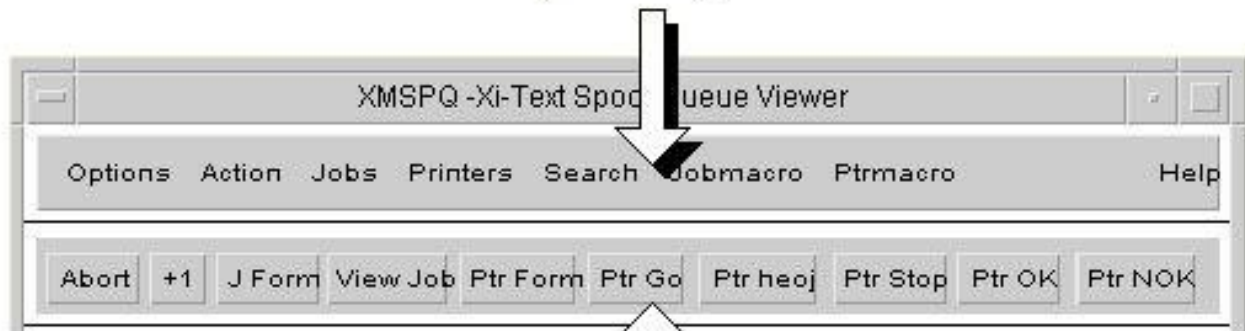 XMSPQ -Xi-Text Spoo ueue Viewer
Options Action Jobs Printers Search Jobmacro Ptrmacro Help
Abort +1 J Form View Job Ptr Form Ptr Go Ptr heoj Ptr Stop Ptr OK Ptr NOK